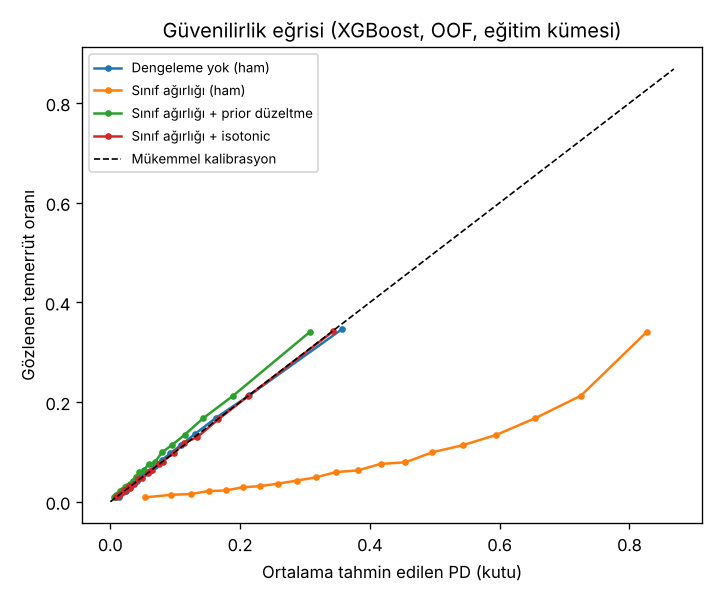 Güvenilirlik eğrisi (XGBoost, OOF, eğitim kümesi)
Dengeleme yok (ham)
Sınıf ağırlığı (ham)
Sınıf ağırlığı + prior düzeltme
Sınıf ağırlığı + isotonic
Mükemmel kalibrasyon
Gözlenen temerrüt oranı
0.8
0.6
0.4
0.2
0.0
0.0 0.2 0.4 0.6 0.8
Ortalama tahmin edilen PD (kutu)